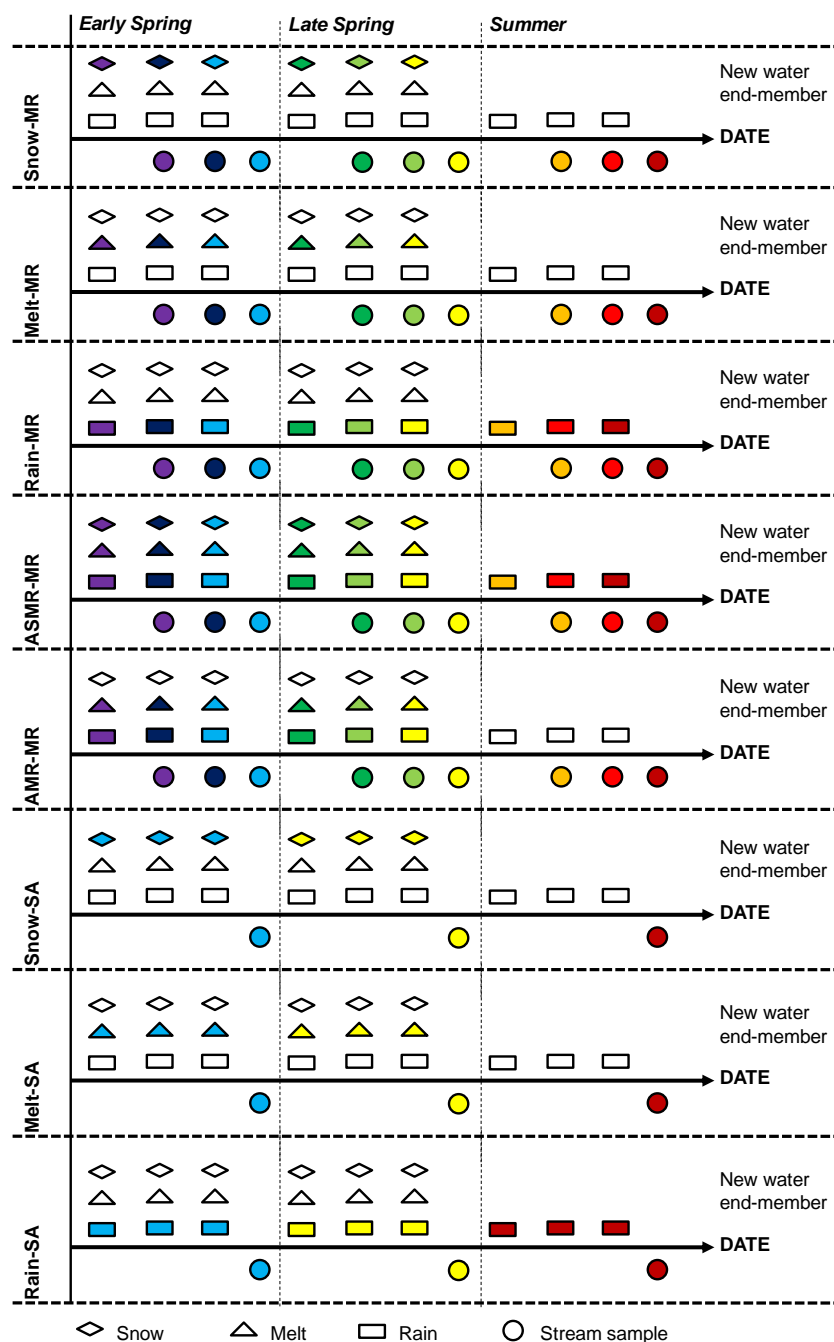 Early Spring
Late Spring
Summer
Snow-MR
New water
end-member
DATE
Melt-MR
New water
end-member
DATE
Rain-MR
New water
end-member
DATE
ASMR-MR
New water
end-member
DATE
AMR-MR
New water
end-member
DATE
Snow-SA
New water
end-member
DATE
Melt-SA
New water
end-member
DATE
Rain-SA
New water
end-member
DATE
Snow
Melt
Rain
Stream sample